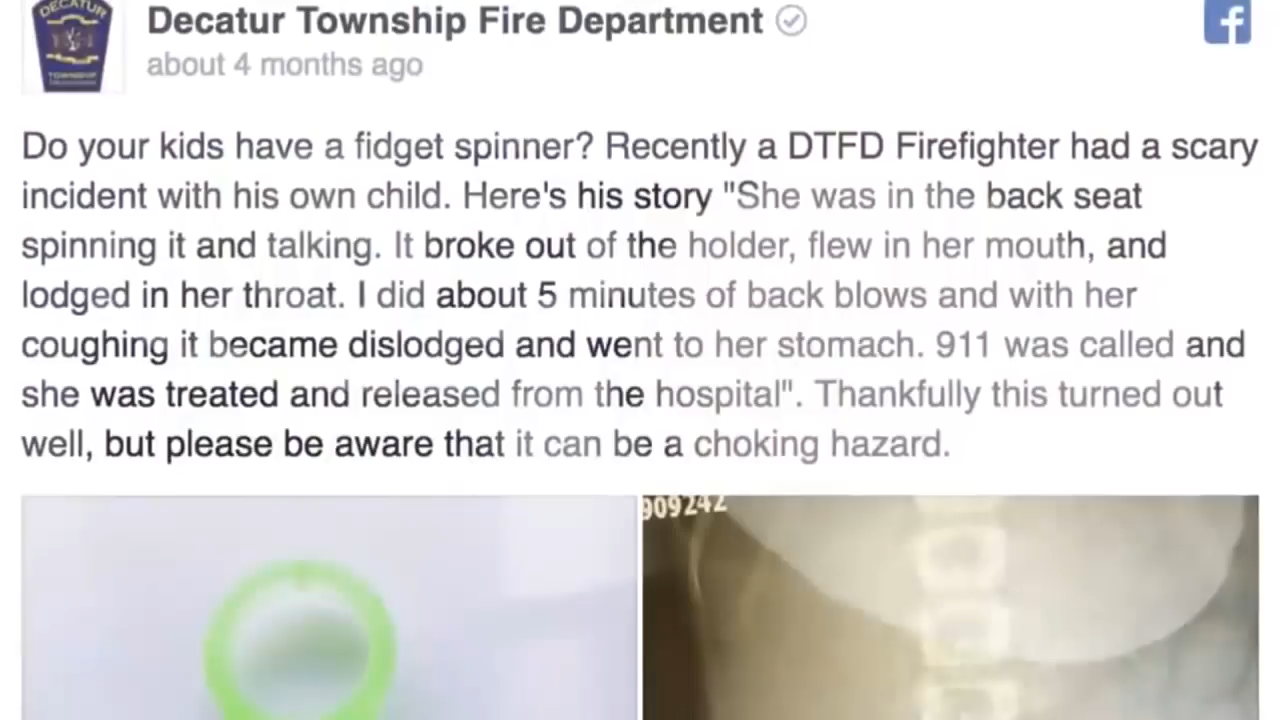 DECATUR
TOWNSHIP
Decatur Township Fire Department
about 4 months ago
f
Do your kids have a fidget spinner? Recently a DTFD Firefighter had a scary
incident with his own child. Here's his story "She was in the back seat
spinning it and talking. It broke out of the holder, flew in her mouth, and
lodged in her throat. I did about 5 minutes of back blows and with her
coughing it became dislodged and went to her stomach. 911 was called and
she was treated and released from the hospital". Thankfully this turned out
well, but please be aware that it can be a choking hazard.
909242